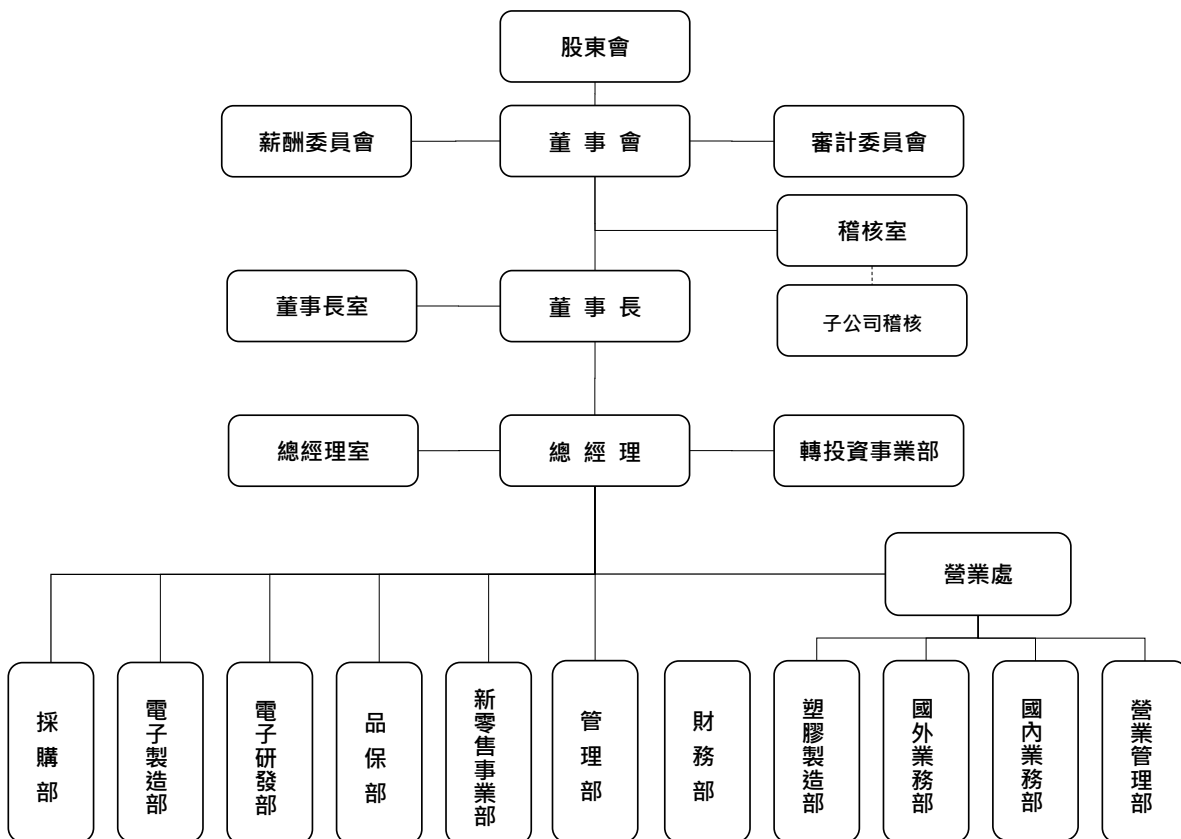 股東會
薪酬委員會
董 事 會
審計委員會
稽核室
董事長室
董 事 長
子公司稽核
總經理室
總 經 理
轉投資事業部
營業處
採購部
電子製造部
電子研發部
品保部
新零售事業部
管理部
財務部
塑膠製造部
國外業務部
國內業務部
營業管理部